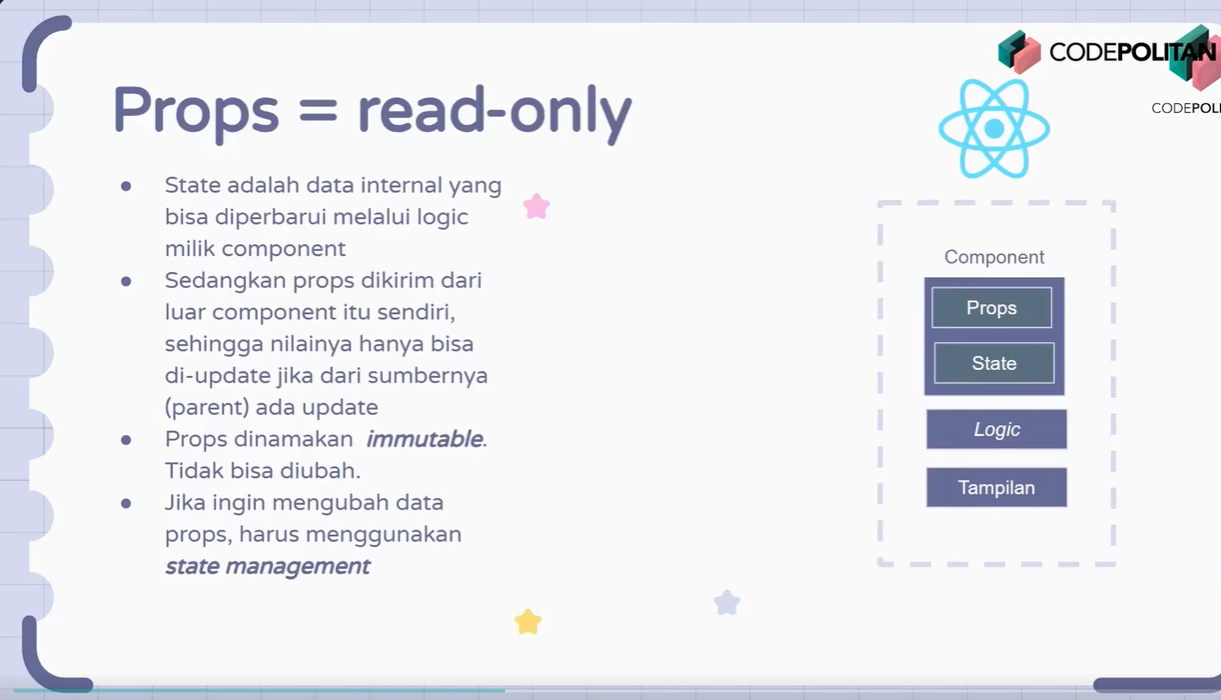 CODEPOLITAN
CODEPOLI
Props = read-only
State adalah data internal yang
bisa diperbarui melalui logic
milik component
Sedangkan props dikirim dari
luar component itu sendiri,
sehingga nilainya hanya bisa
di-update jika dari sumbernya
(parent) ada update
Props dinamakan immutable.
Tidak bisa diubah.
Jika ingin mengubah data
props, harus menggunakan
state management
Component
Props
State
Logic
Tampilan